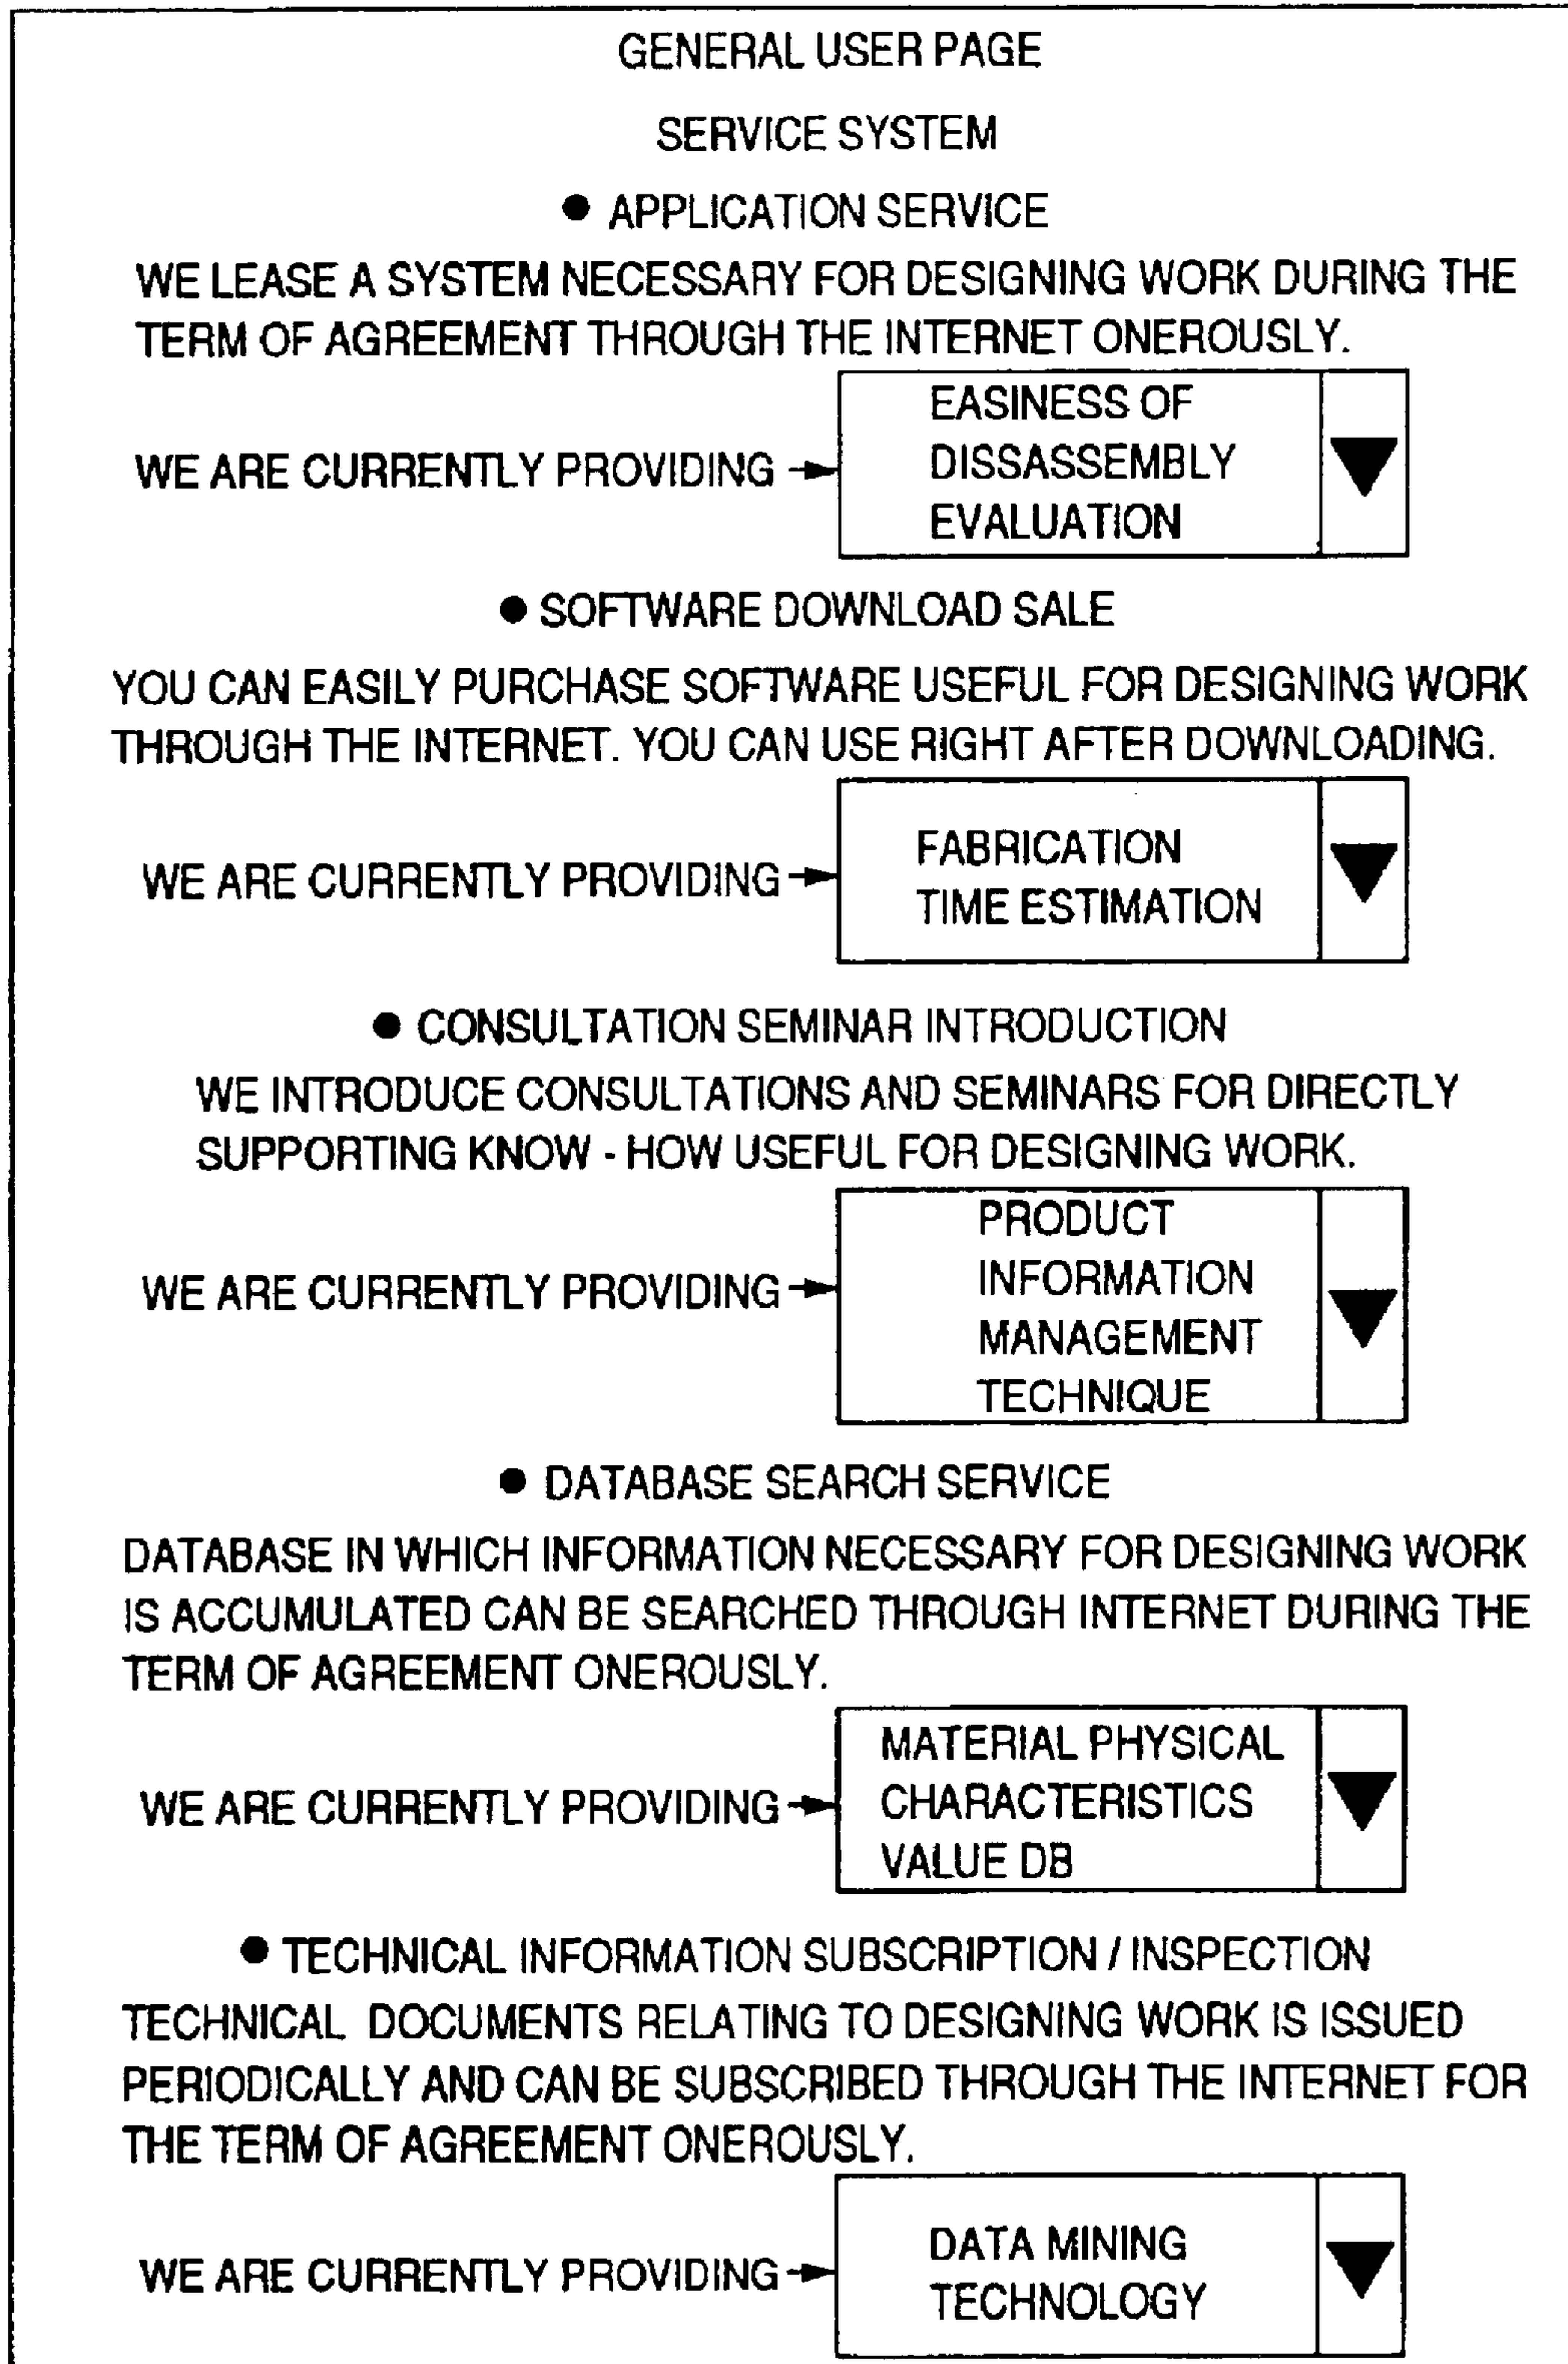 GENERAL USER PAGE
SERVICE SYSTEM
● APPLICATION SERVICE
WE LEASE A SYSTEM NECESSARY FOR DESIGNING WORK DURING THE
TERM OF AGREEMENT THROUGH THE INTERNET ONEROUSLY.
WE ARE CURRENTLY PROVIDING
EASINESS OF
DISSASSEMBLY
EVALUATION
● SOFTWARE DOWNLOAD SALE
YOU CAN EASILY PURCHASE SOFTWARE USEFUL FOR DESIGNING WORK
THROUGH THE INTERNET. YOU CAN USE RIGHT AFTER DOWNLOADING.
WE ARE CURRENTLY PROVIDING
FABRICATION
TIME ESTIMATION
● CONSULTATION SEMINAR INTRODUCTION
WE INTRODUCE CONSULTATIONS AND SEMINARS FOR DIRECTLY
SUPPORTING KNOW - HOW USEFUL FOR DESIGNING WORK.
WE ARE CURRENTLY PROVIDING
PRODUCT
INFORMATION
MANAGEMENT
TECHNIQUE
● DATABASE SEARCH SERVICE
DATABASE IN WHICH INFORMATION NECESSARY FOR DESIGNING WORK
IS ACCUMULATED CAN BE SEARCHED THROUGH INTERNET DURING THE
TERM OF AGREEMENT ONEROUSLY.
WE ARE CURRENTLY PROVIDING
MATERIAL PHYSICAL
CHARACTERISTICS
VALUE DB
● TECHNICAL INFORMATION SUBSCRIPTION / INSPECTION
TECHNICAL DOCUMENTS RELATING TO DESIGNING WORK IS ISSUED
PERIODICALLY AND CAN BE SUBSCRIBED THROUGH THE INTERNET FOR
THE TERM OF AGREEMENT ONEROUSLY.
WE ARE CURRENTLY PROVIDING
DATA MINING
TECHNOLOGY